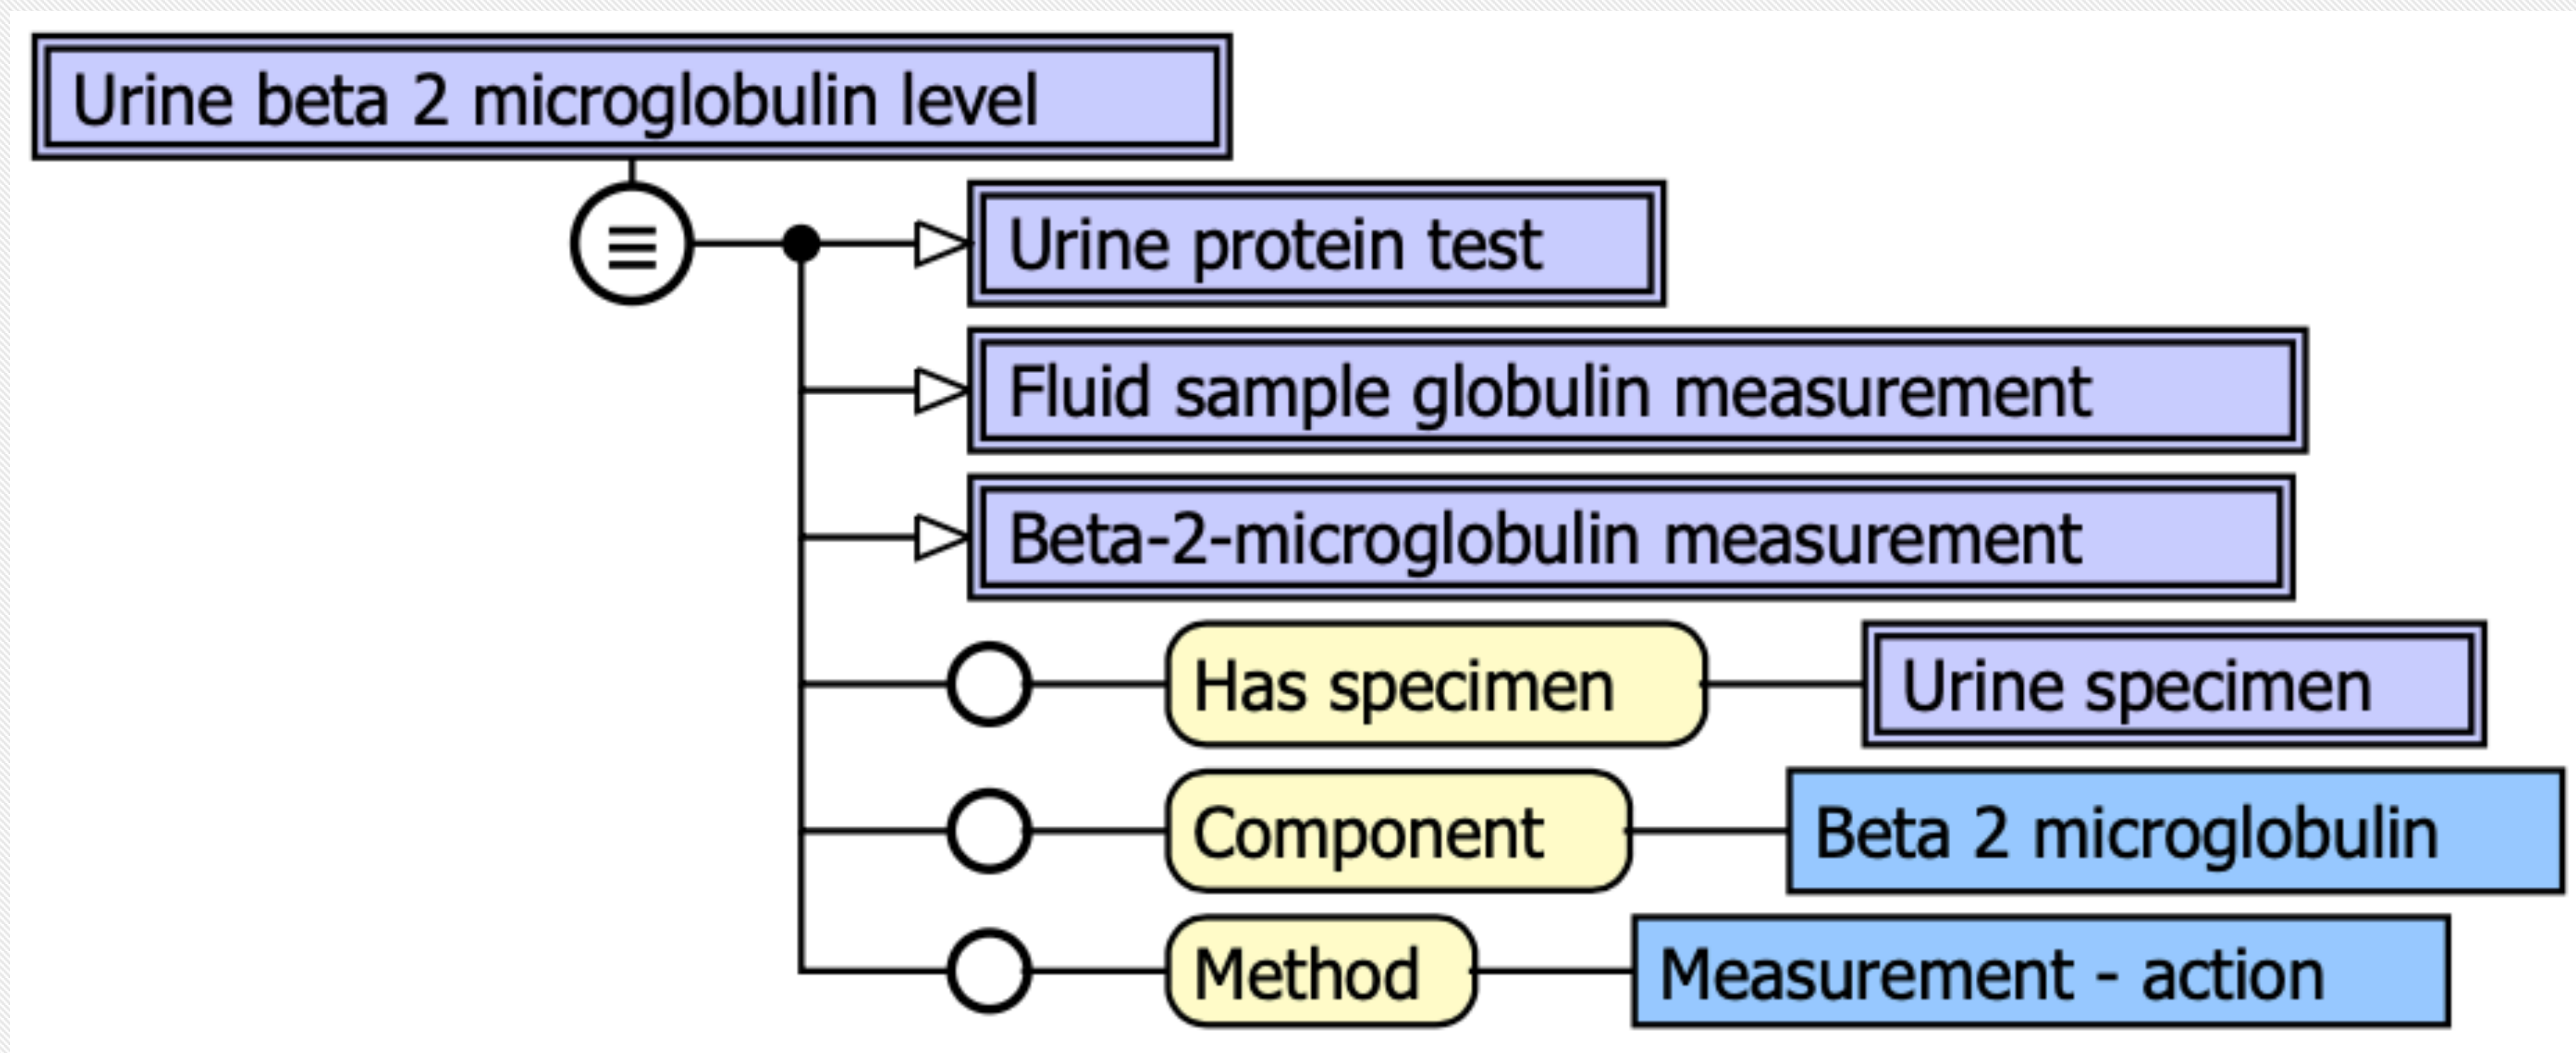 Urine beta 2 microglobulin level
≡
Urine protein test
Fluid sample globulin measurement
Beta-2-microglobulin measurement
Has specimen
Urine specimen
Component
Beta 2 microglobulin
Method
Measurement - action